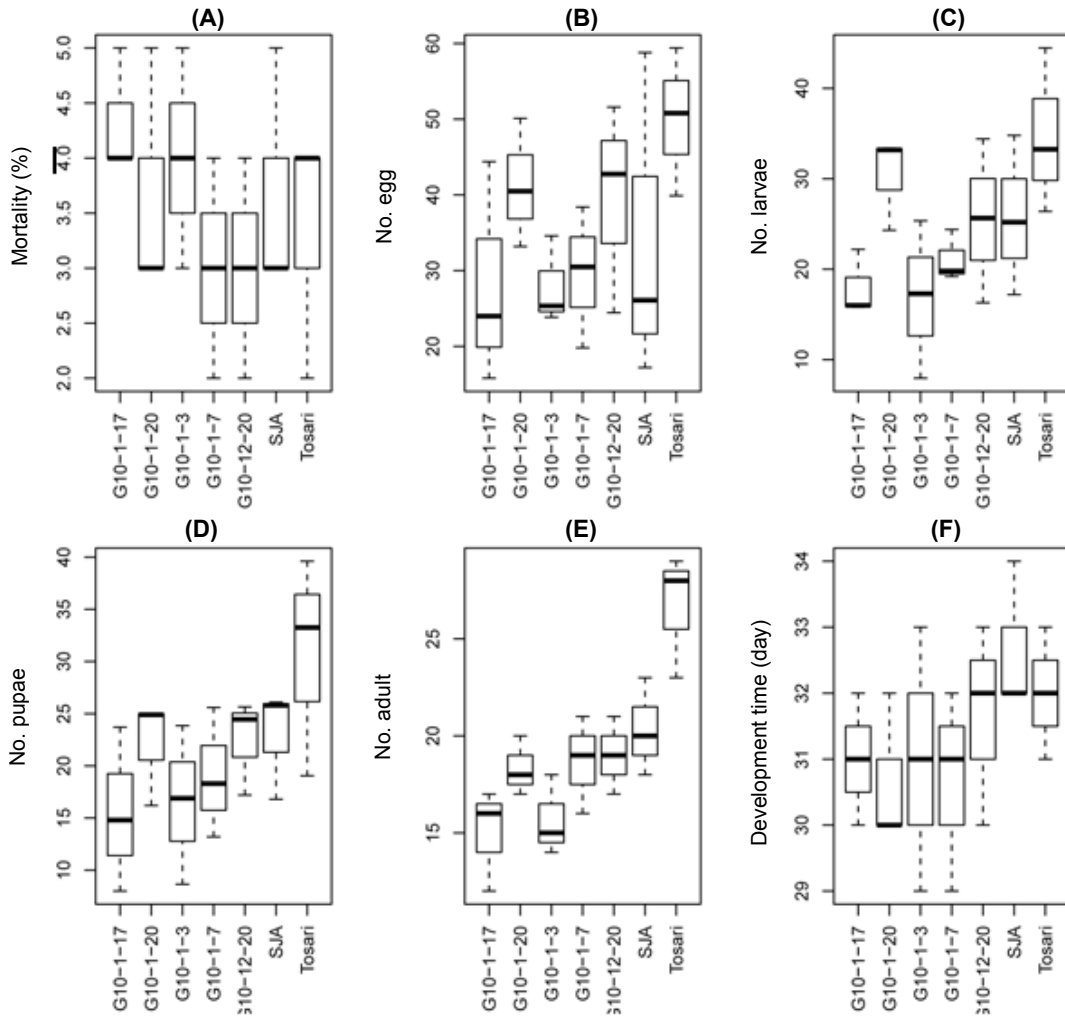 (A)
Mortality (%)
5.0
4.5
4.0
3.5
3.0
2.5
2.0
G10-1-17
G10-1-20
G10-1-3
G10-1-7
G10-12-20
SJA
Tosari
(B)
No. egg
60
50
40
30
20
G10-1-17
G10-1-20
G10-1-3
G10-1-7
G10-12-20
SJA
Tosari
(C)
No. larvae
40
30
20
10
G10-1-17
G10-1-20
G10-1-3
G10-1-7
G10-12-20
SJA
Tosari
(D)
No. pupae
40
35
30
25
20
15
10
G10-1-17
G10-1-20
G10-1-3
G10-1-7
G10-12-20
SJA
Tosari
(E)
No. adult
25
20
15
G10-1-17
G10-1-20
G10-1-3
G10-1-7
G10-12-20
SJA
Tosari
(F)
Development time (day)
34
33
32
31
30
29
G10-1-17
G10-1-20
G10-1-3
G10-1-7
G10-12-20
SJA
Tosari